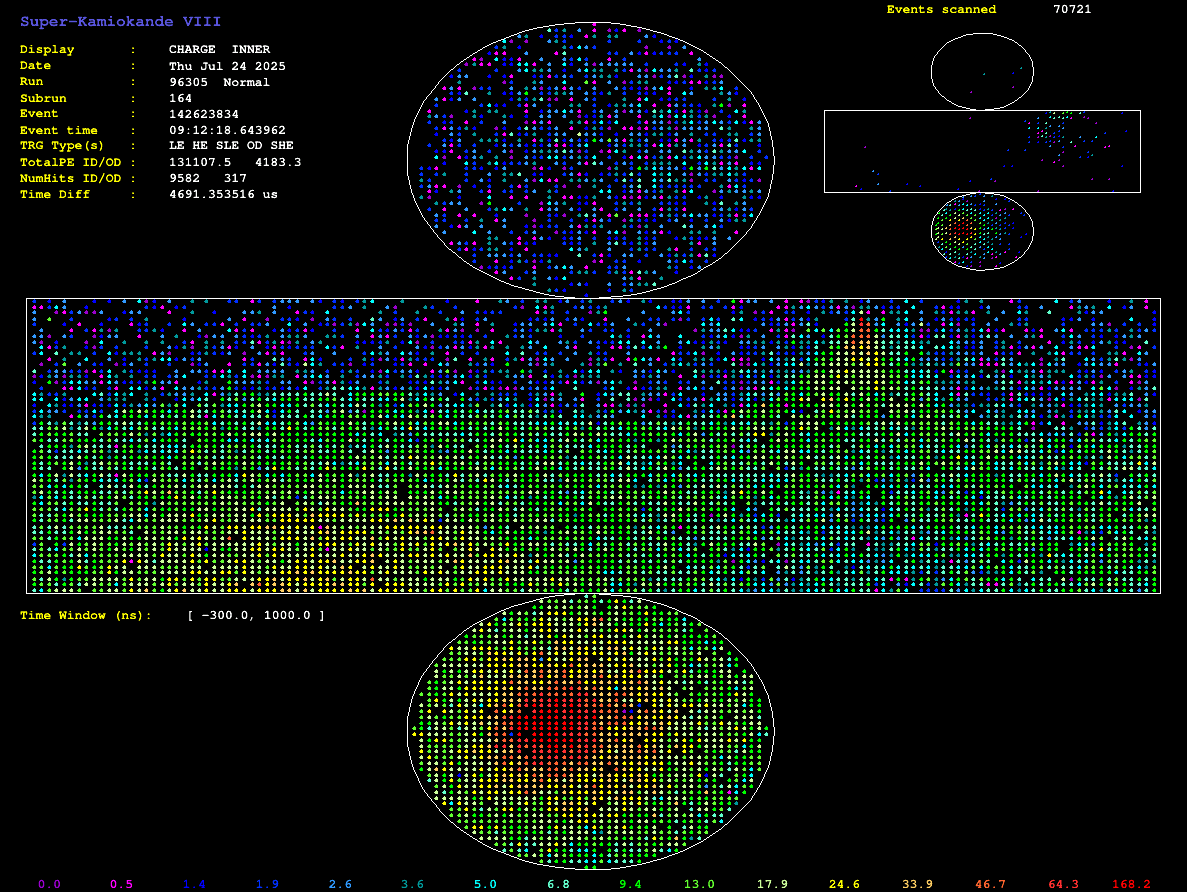 Super-Kamiokande VIII
Display : CHARGE INNER
Date : Thu Jul 24 2025
Run : 96305 Normal
Subrun : 164
Event : 142623834
Event time : 09:12:18.643962
TRG Type(s) : LE HE SLE OD SHE
TotalPE ID/OD : 131107.5 4183.3
NumHits ID/OD : 9582 317
Time Diff : 4691.353516 us
Events scanned 70721
Time Window (ns): [ -300.0, 1000.0 ]
0.0 0.5 1.4 1.9 2.6 3.6 5.0 6.8 9.4 13.0 17.9 24.6 33.9 46.7 64.3 168.2